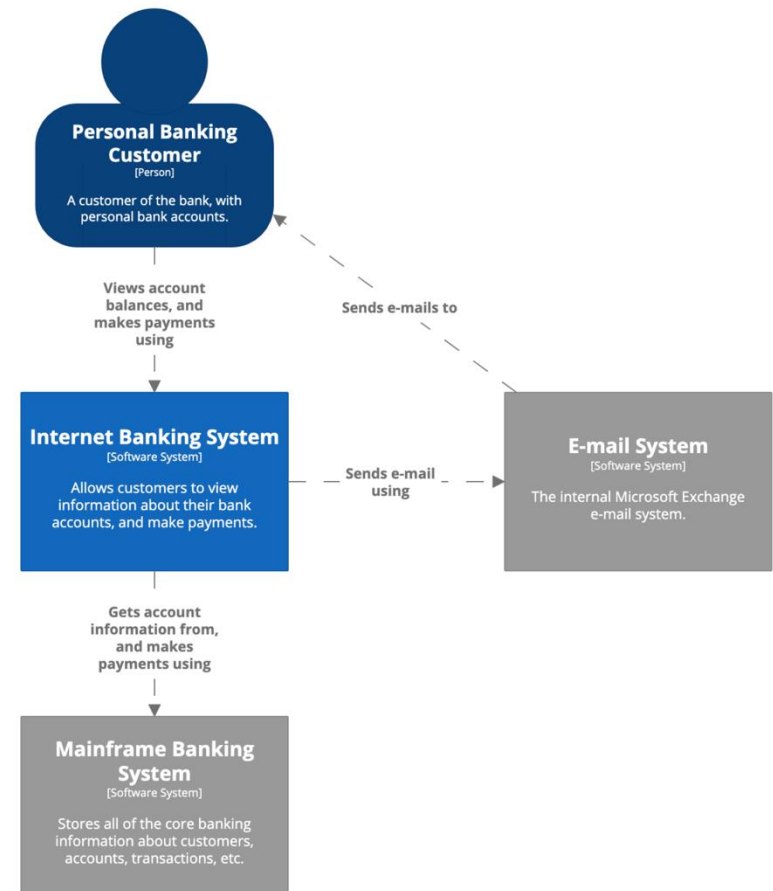 Personal Banking
Customer
[Person]
A customer of the bank, with
personal bank accounts.
Views account
balances, and
makes payments
using
Sends e-mails to
Internet Banking System
[Software System]
Allows customers to view
information about their bank
accounts, and make payments.
Sends e-mail
using
E-mail System
[Software System]
The internal Microsoft Exchange
e-mail system.
Gets account
information from,
and makes
payments using
Mainframe Banking
System
[Software System]
Stores all of the core banking
information about customers,
accounts, transactions, etc.